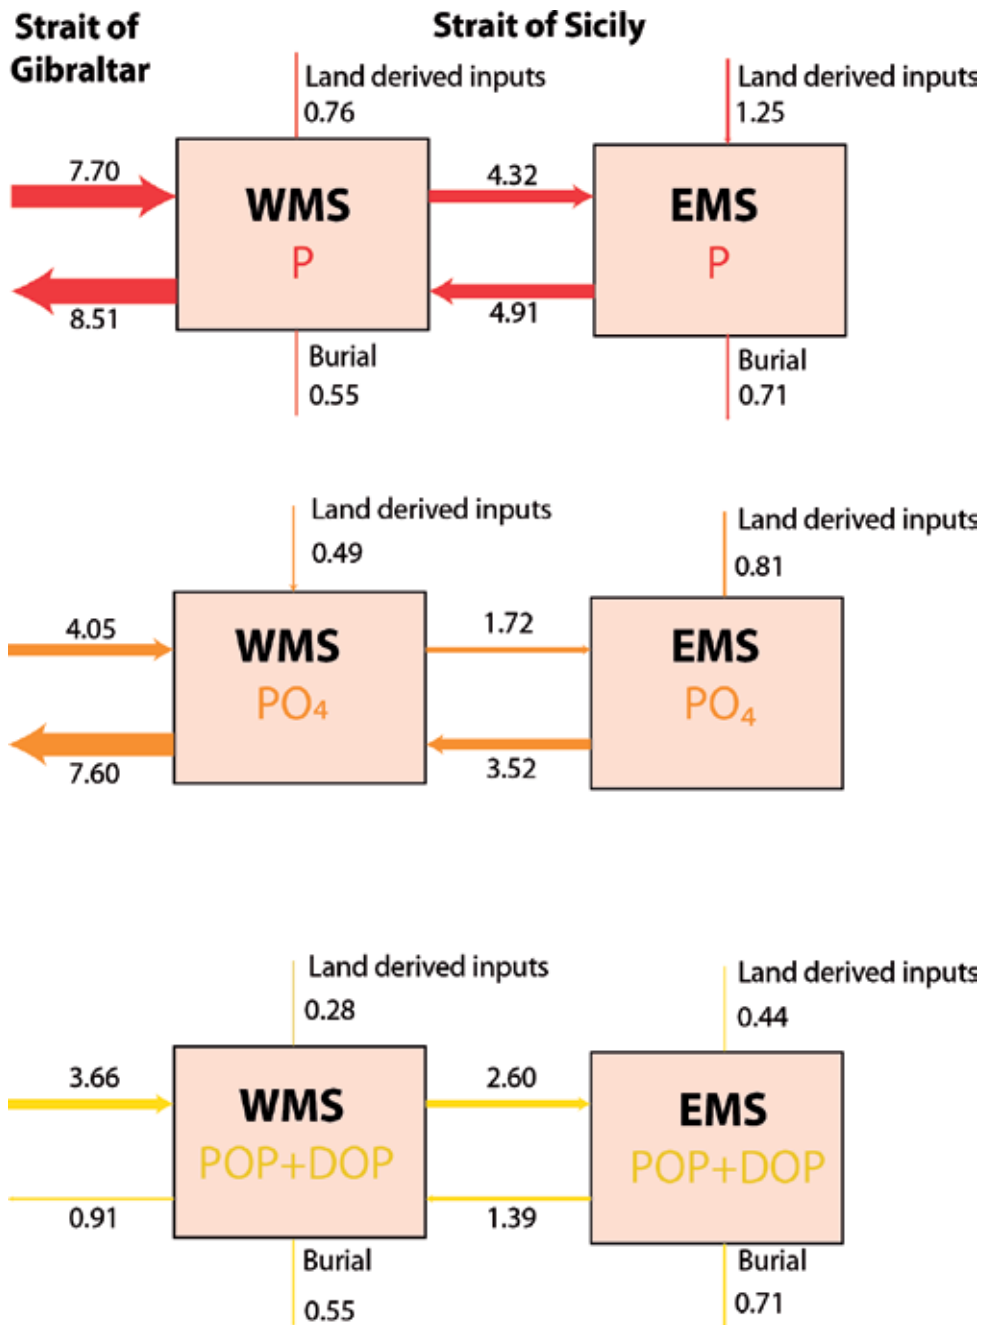 Strait of
Gibraltar
Strait of Sicily
Land derived inputs
0.76
Land derived inputs
1.25
7.70
WMS
P
4.32
EMS
P
8.51
4.91
Burial
0.55
Burial
0.71
Land derived inputs
0.49
Land derived inputs
0.81
4.05
WMS
PO₄
1.72
EMS
PO₄
7.60
3.52
Land derived inputs
0.28
Land derived inputs
0.44
3.66
WMS
POP+DOP
2.60
EMS
POP+DOP
0.91
1.39
Burial
0.55
Burial
0.71